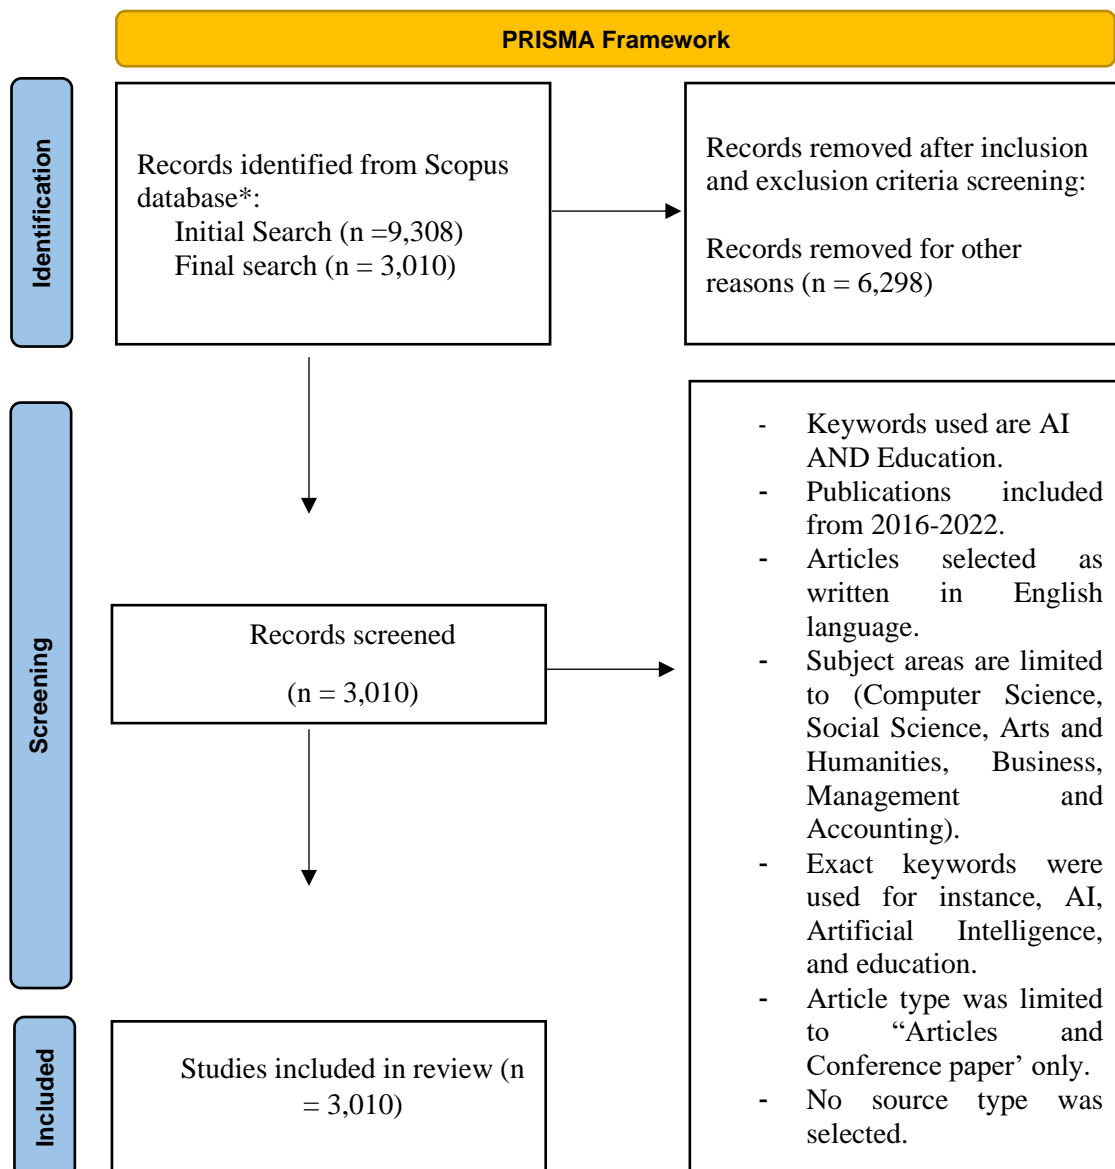 PRISMA Framework
Identification
Records identified from Scopus
database*:
Initial Search (n =9,308)
Final search (n = 3,010)
Records removed after inclusion
and exclusion criteria screening:
Records removed for other
reasons (n = 6,298)
Screening
Records screened
(n = 3,010)
- Keywords used are AI
AND Education.
- Publications included
from 2016-2022.
- Articles selected as
written in English
language.
- Subject areas are limited
to (Computer Science,
Social Science, Arts and
Humanities, Business,
Management and
Accounting).
- Exact keywords were
used for instance, AI,
Artificial Intelligence,
and education.
- Article type was limited
to “Articles and
Conference paper’ only.
- No source type was
selected.
Included
Studies included in review (n
= 3,010)